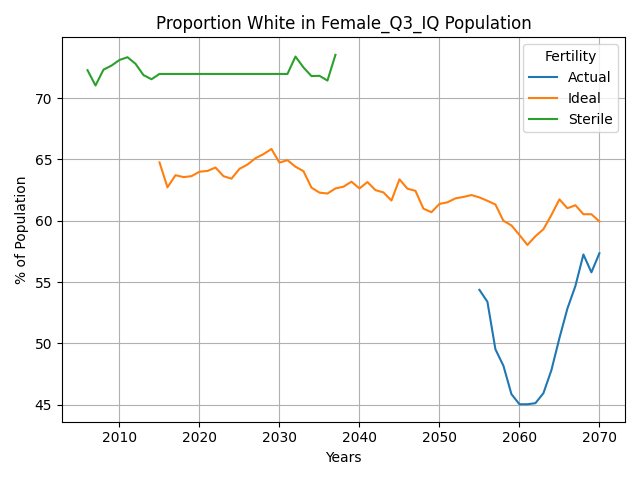 Proportion White in Female_Q3_IQ Population
Fertility
Actual
Ideal
Sterile
% of Population
70
65
60
55
50
45
2010
2020
2030
2040
2050
2060
2070
Years